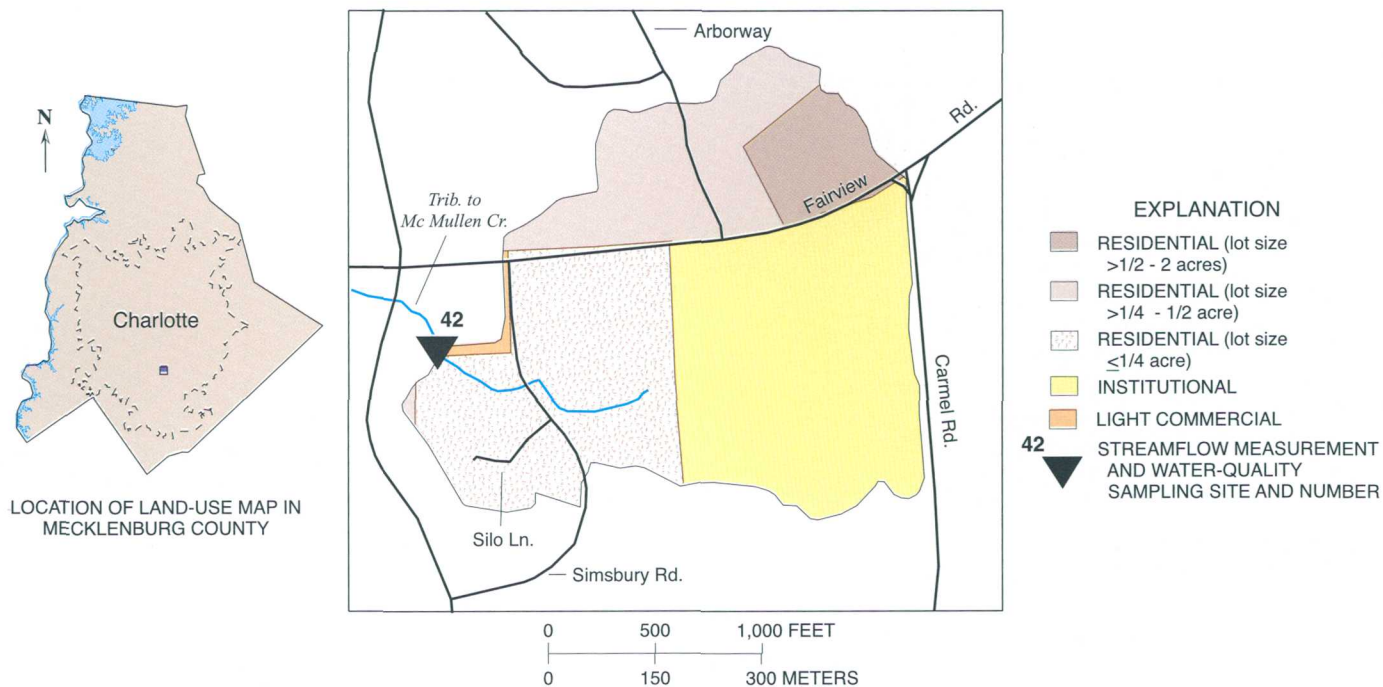 N
Charlotte
LOCATION OF LAND-USE MAP IN
MECKLENBURG COUNTY
Arborway
Rd.
Fairview
Trib. to
Mc Mullen Cr.
42
Carmel Rd.
Silo Ln.
Simsbury Rd.
0 500 1,000 FEET
0 150 300 METERS
EXPLANATION
RESIDENTIAL (lot size
>1/2 - 2 acres)
RESIDENTIAL (lot size
>1/4 - 1/2 acre)
RESIDENTIAL (lot size
≤1/4 acre)
INSTITUTIONAL
LIGHT COMMERCIAL
42 STREAMFLOW MEASUREMENT
AND WATER-QUALITY
SAMPLING SITE AND NUMBER